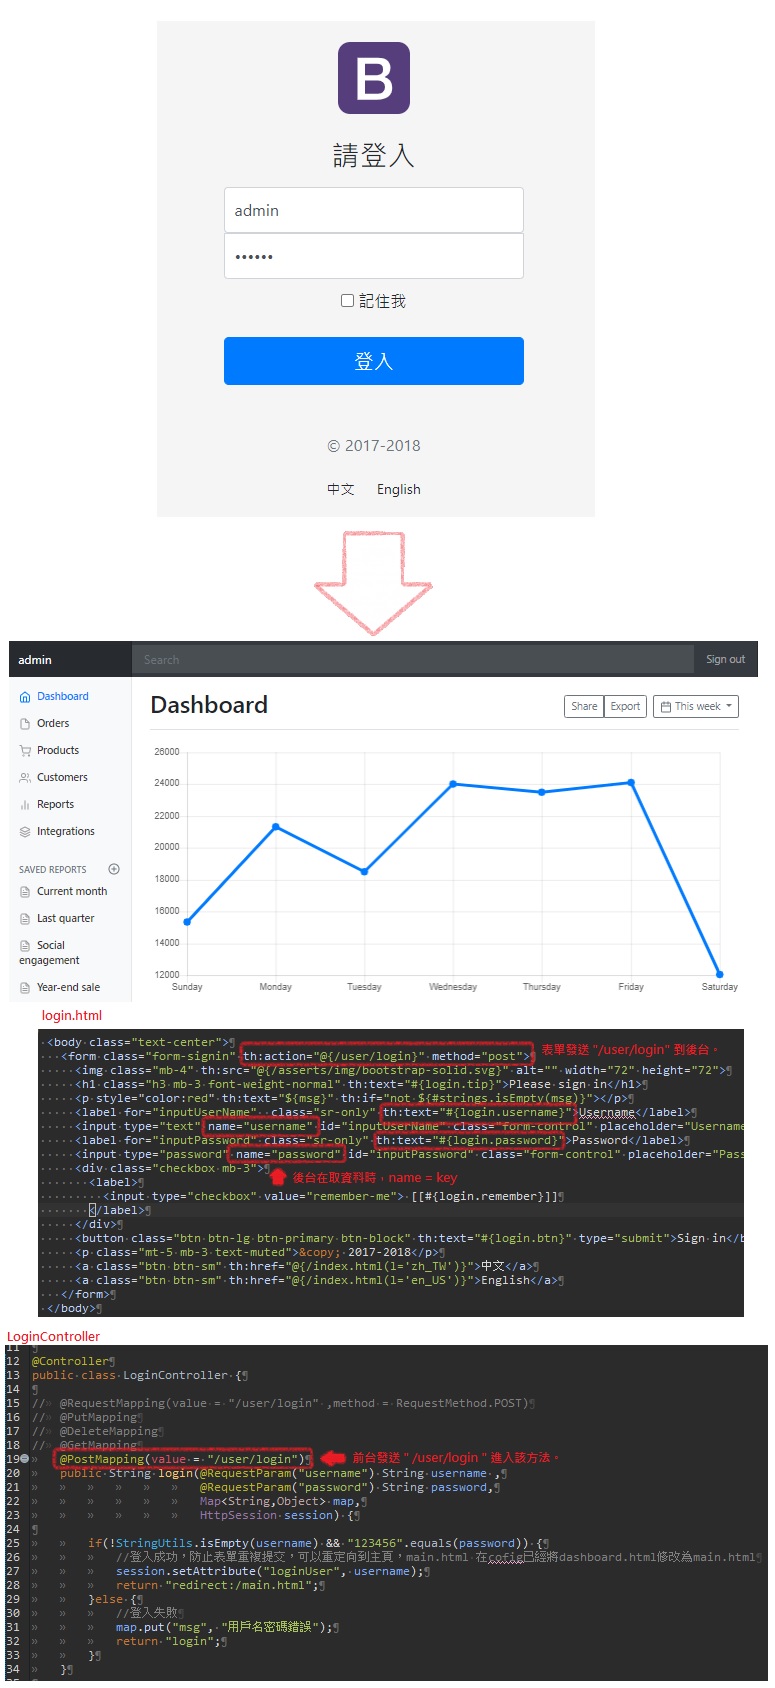 B
請登入
admin
••••••
記住我
登入
© 2017-2018
中文 English
admin Search Sign out
Dashboard
Orders
Products
Customers
Reports
Integrations
SAVED REPORTS
Current month
Last quarter
Social
engagement
Year-end sale
Dashboard
Share Export This week
26000
24000
22000
20000
18000
16000
14000
12000
Sunday Monday Tuesday Wednesday Thursday Friday Saturday
login.html
<body class="text-center">
<form class="form-signin" th:action="@{/user/login}" method="post"> 表單發送 "/user/login" 到後台。
<img class="mb-4" th:src="@{/asserts/img/bootstrap-solid.svg}" alt="" width="72" height="72">
<h1 class="h3 mb-3 font-weight-normal" th:text="#{login.tip}">Please sign in</h1>
<p style="color:red" th:text="${msg}" th:if="not ${#strings.isEmpty(msg)}"></p>
<label for="inputUserName" class="sr-only" th:text="#{login.username}">Username</label>
<input type="text" name="username" id="inputUserName" class="form-control" placeholder="Username
<label for="inputPassword" class="sr-only" th:text="#{login.password}">Password</label>
<input type="password" name="password" id="inputPassword" class="form-control" placeholder="Pass
<div class="checkbox mb-3"> 後台在取資料時，name = key
<label>
<input type="checkbox" value="remember-me"> [[#{login.remember}]]
</label>
</div>
<button class="btn btn-lg btn-primary btn-block" th:text="#{login.btn}" type="submit">Sign in</b
<p class="mt-5 mb-3 text-muted">&copy; 2017-2018</p>
<a class="btn btn-sm" th:href="@{/index.html(l='zh_TW')}">中文</a>
<a class="btn btn-sm" th:href="@{/index.html(l='en_US')}">English</a>
</form>
</body>
LoginController
11
12 @Controller
13 public class LoginController {
14
15 // @RequestMapping(value = "/user/login" ,method = RequestMethod.POST)
16 // @PutMapping
17 // @DeleteMapping
18 // @GetMapping
19 @PostMapping(value = "/user/login") 前台發送 " /user/login " 進入該方法。
20 public String login(@RequestParam("username") String username ,
21 @RequestParam("password") String password,
22 Map<String,Object> map,
23 HttpSession session) {
24
25 if(!StringUtils.isEmpty(username) && "123456".equals(password)) {
26 //登入成功，防止表單重複提交，可以重定向到主頁，main.html 在cofig已經將dashboard.html修改為main.html
27 session.setAttribute("loginUser", username);
28 return "redirect:/main.html";
29 }else {
30 //登入失敗
31 map.put("msg", "用戶名密碼錯誤");
32 return "login";
33 }
34 }